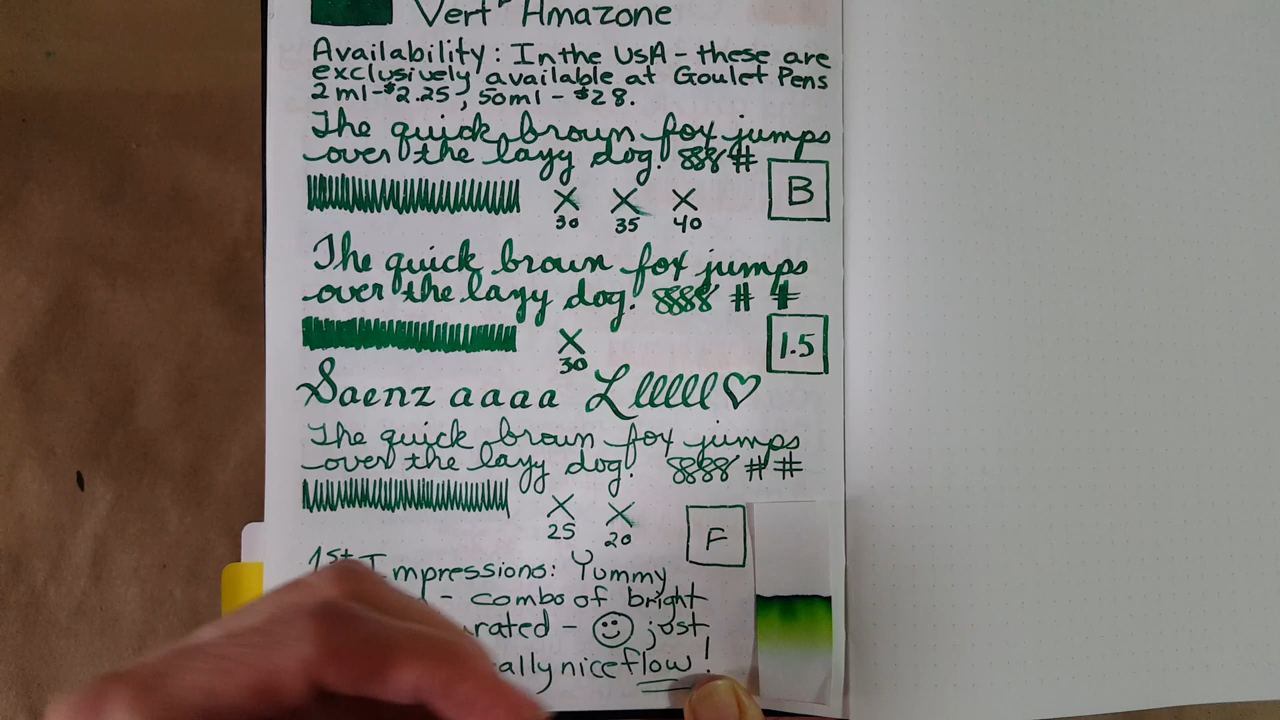 Vert Amazone
Availability: In the USA - these are
exclusively available at Goulet Pens
2ml-$2.25, 50ml - $28.
The quick brown fox jumps
over the lazy dog. 888 #
B
X X X
30 35 40
The quick brown fox jumps
over the lazy dog. 8888 # #
1.5
X
30
Saenz aaaa Llllll♡
The quick brown fox jumps
over the lazy dog. 8888 # #
X X
25 20
F
1st Impressions: Yummy
- combo of bright
rated - ☺ just
ally nice flow!